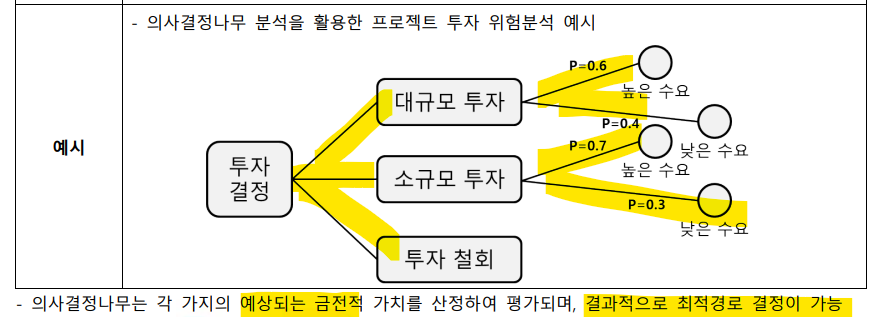 - 의사결정나무 분석을 활용한 프로젝트 투자 위험분석 예시
예시
투자
결정
대규모 투자
P=0.6
높은 수요
P=0.4
낮은 수요
소규모 투자
P=0.7
높은 수요
P=0.3
낮은 수요
투자 철회
- 의사결정나무는 각 가지의 예상되는 금전적 가치를 산정하여 평가되며, 결과적으로 최적경로 결정이 가능